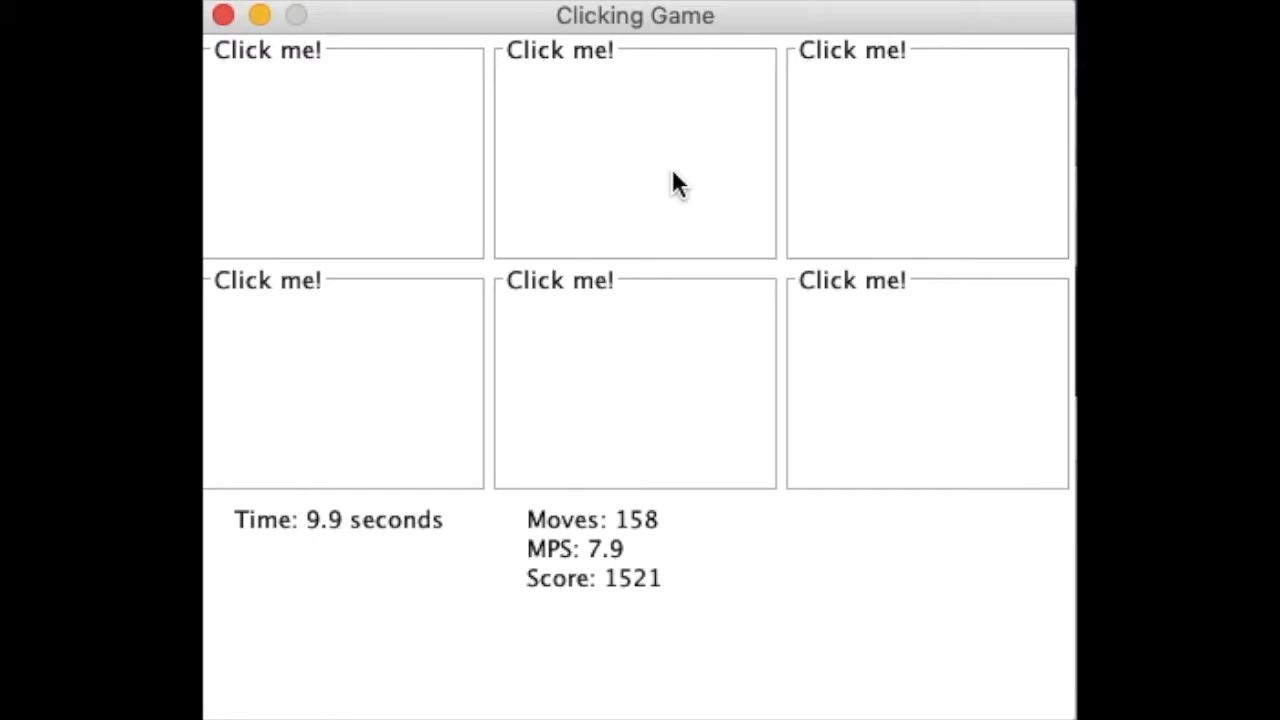 Clicking Game
Click me! Click me! Click me!
Click me! Click me! Click me!
Time: 9.9 seconds
Moves: 158
MPS: 7.9
Score: 1521